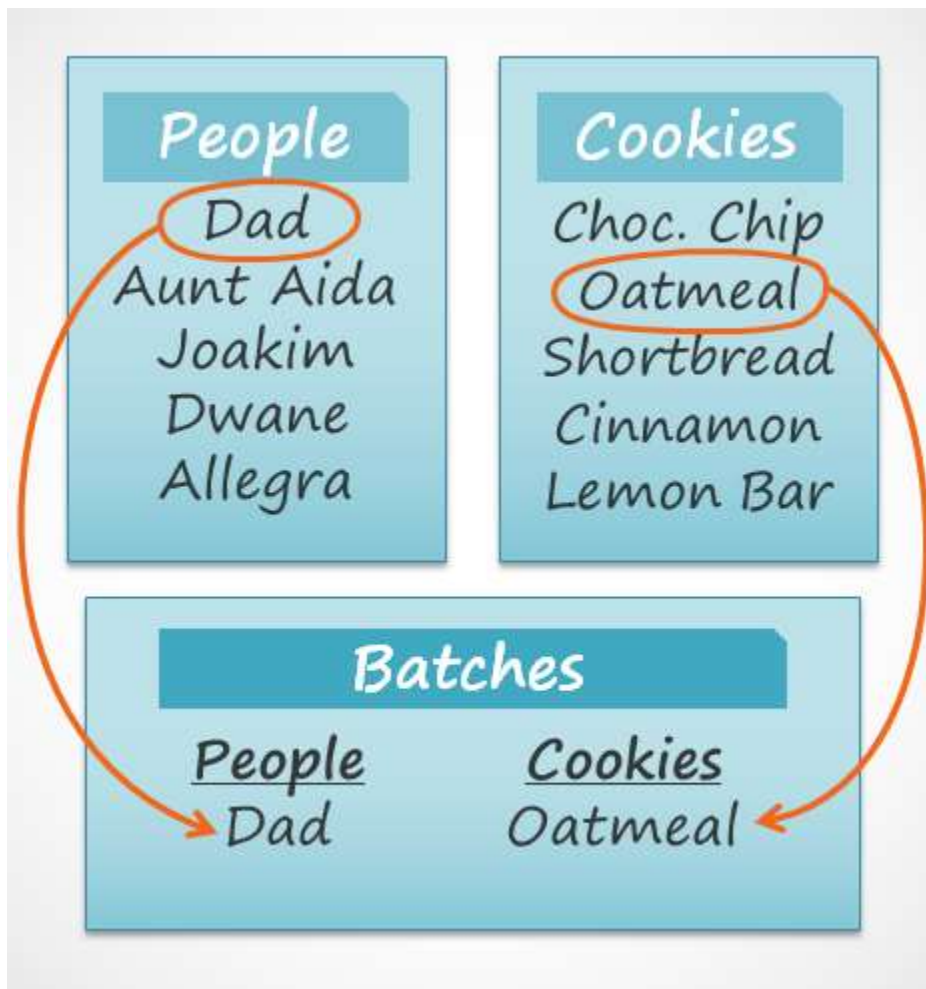 People
Dad
Aunt Aida
Joakim
Dwane
Allegra
Cookies
Choc. Chip
Oatmeal
Shortbread
Cinnamon
Lemon Bar
Batches
People Cookies
Dad Oatmeal